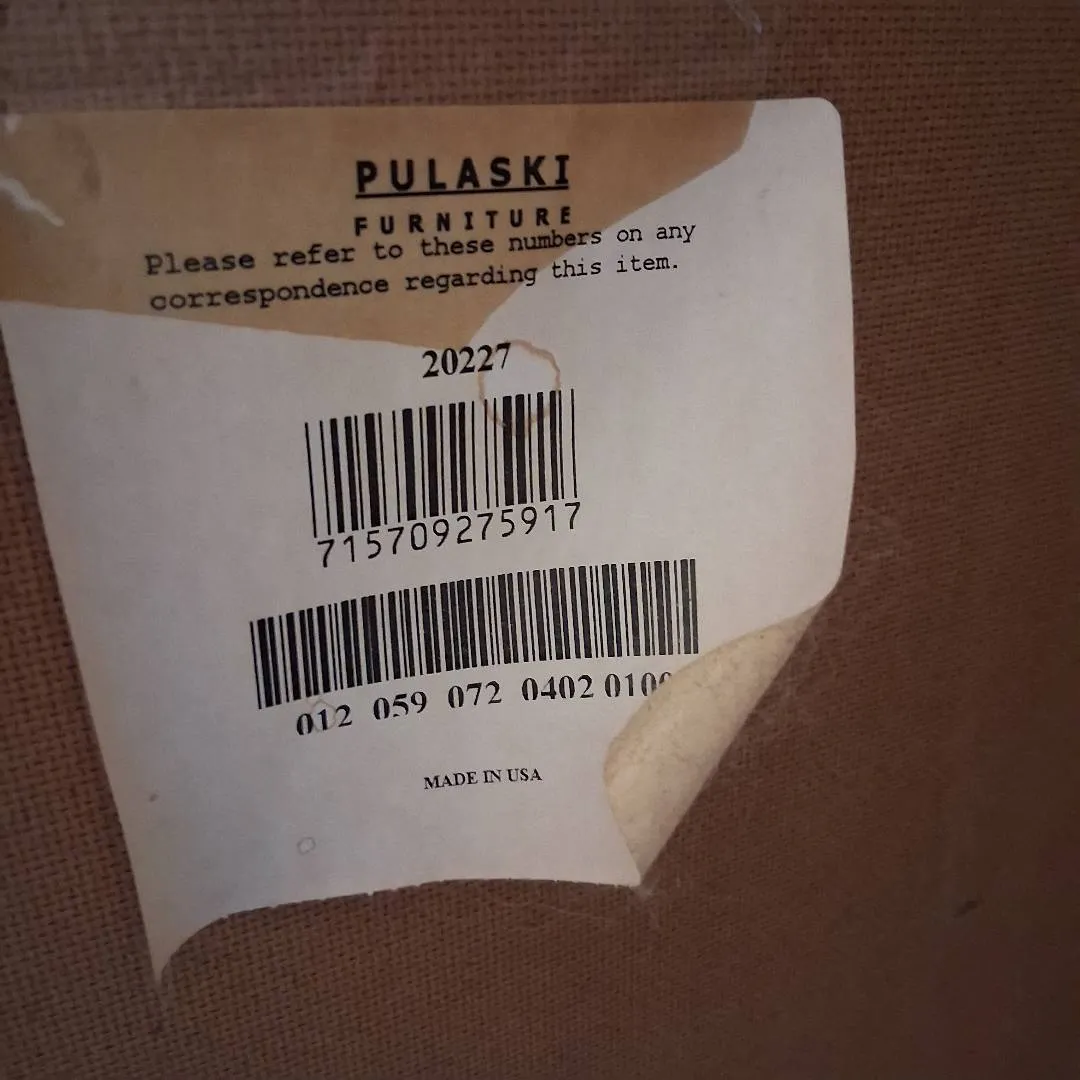 PULASKI
FURNITURE
Please refer to these numbers on any
correspondence regarding this item.
20227
715709275917
012 059 072 0402
MADE IN USA